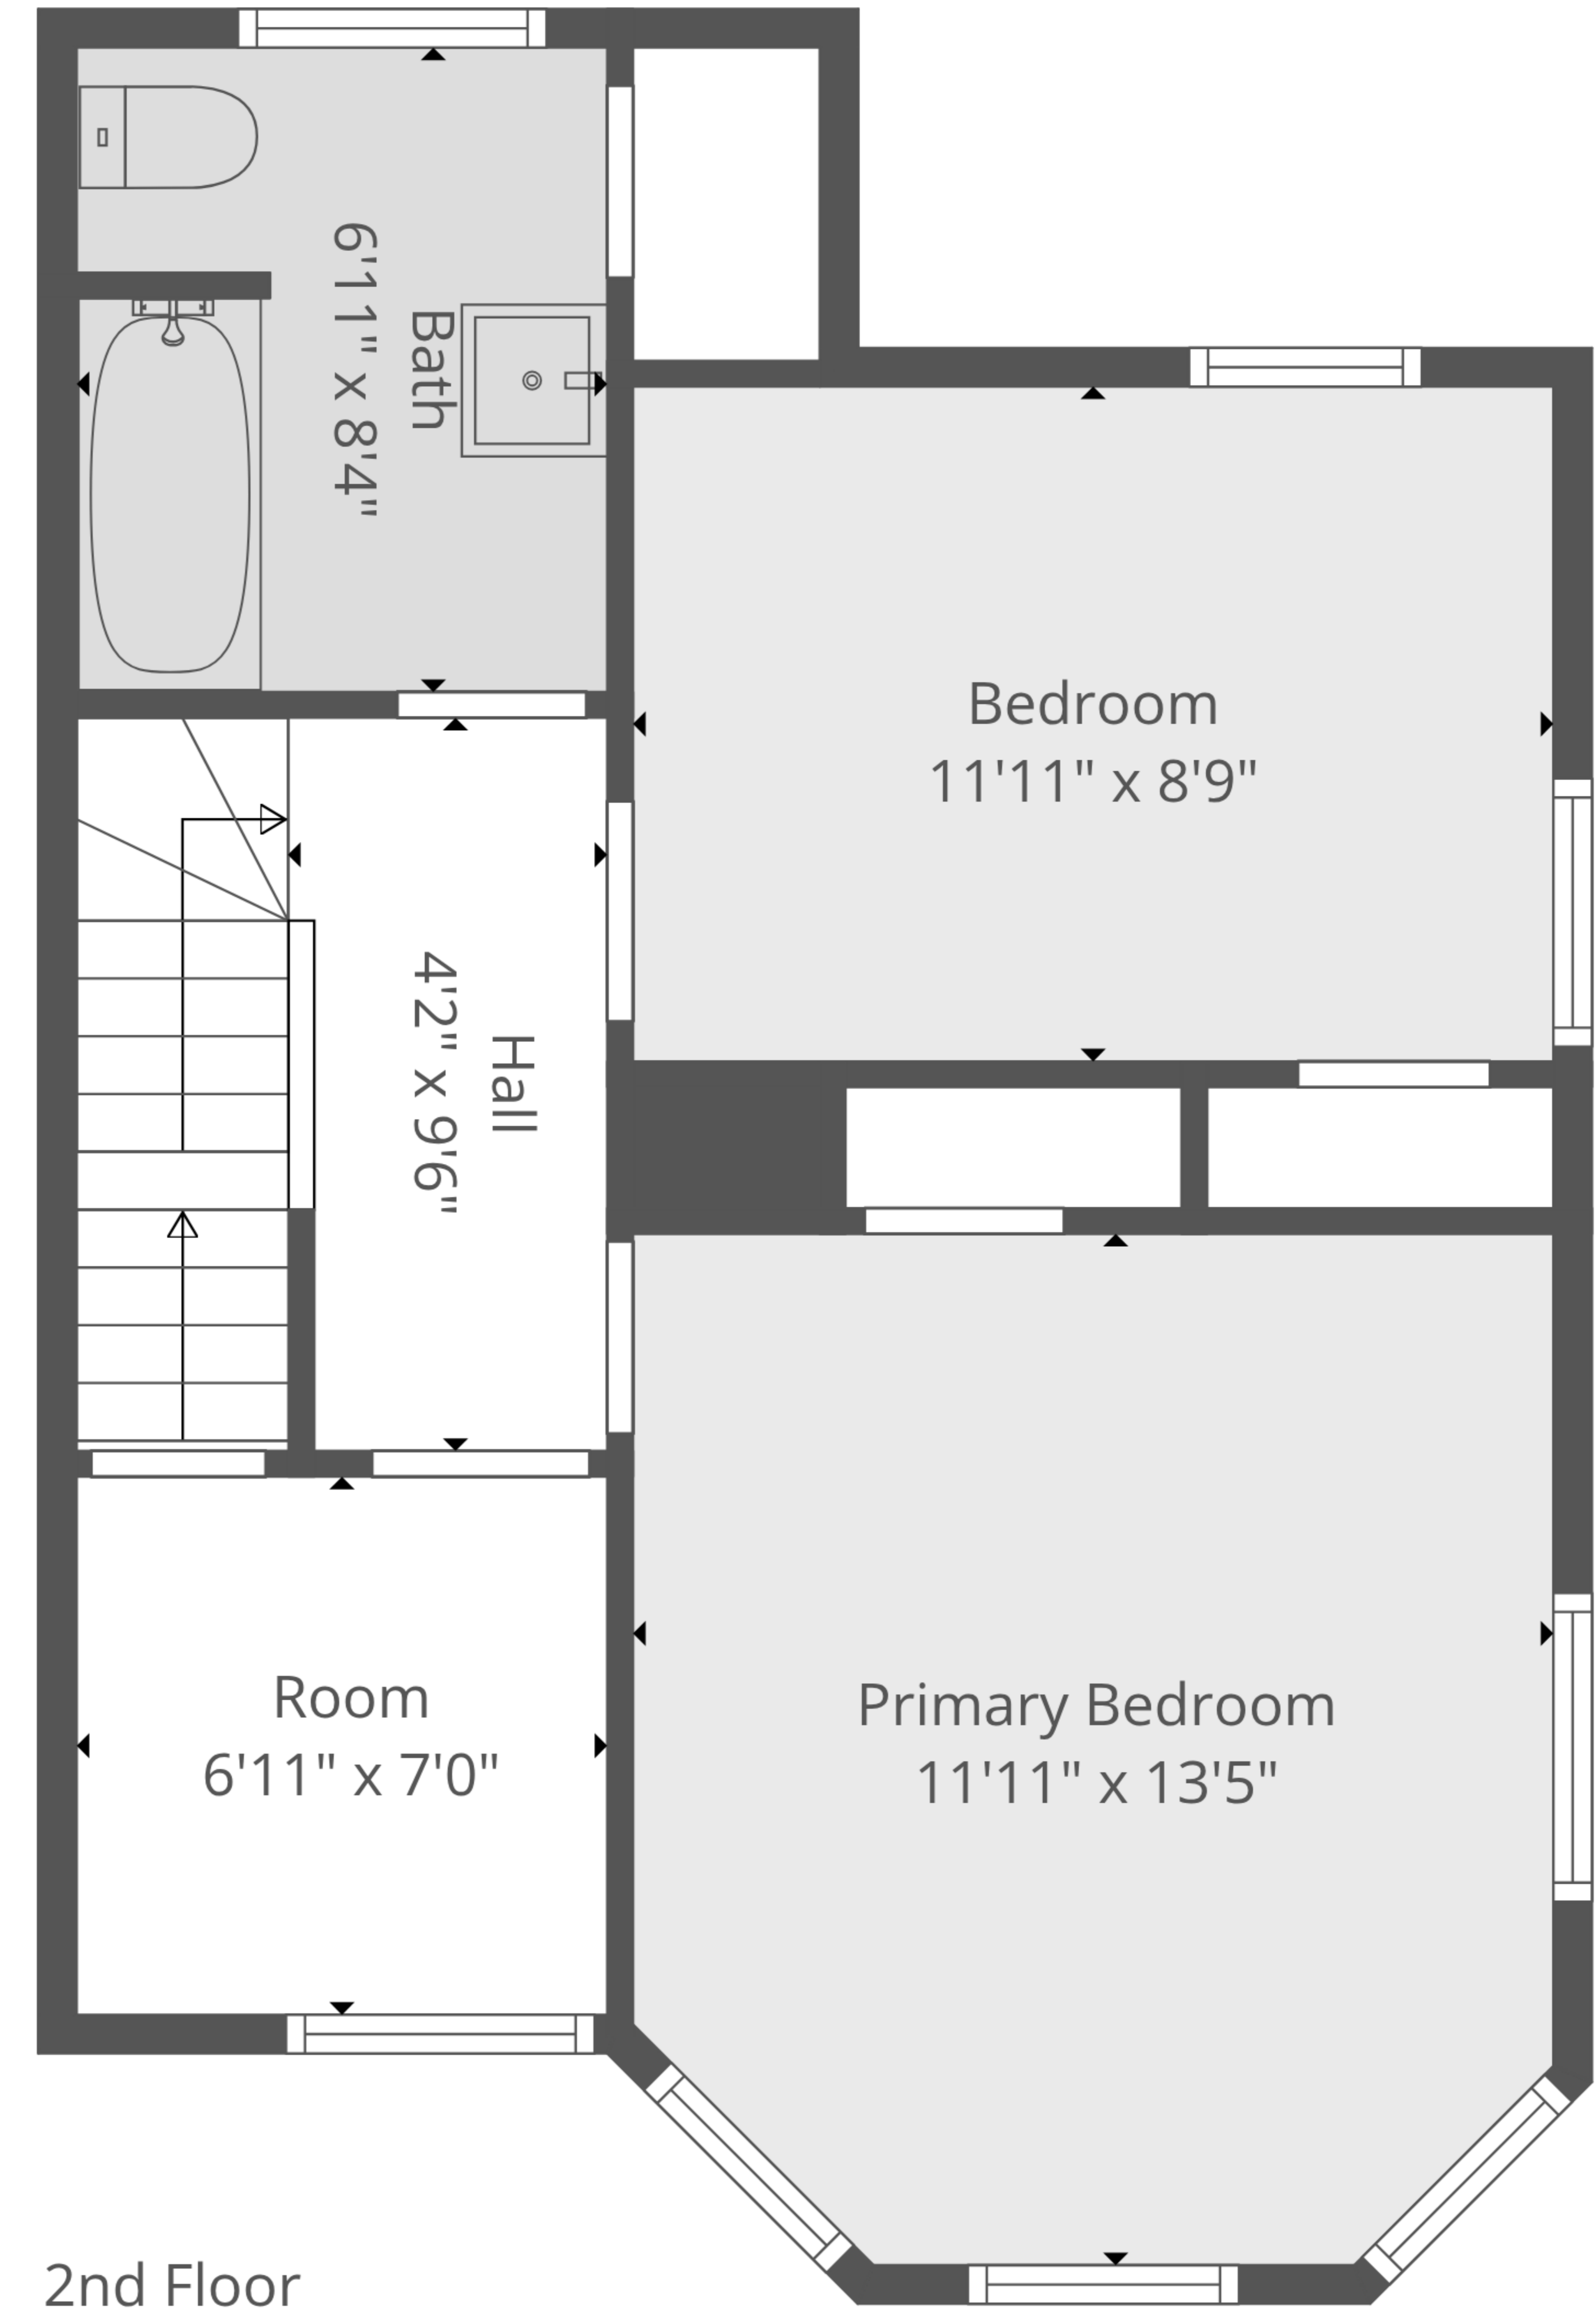 Bath
6'11" x 8'4"
Bedroom
11'11" x 8'9"
Hall
4'2" x 9'6"
Room
6'11" x 7'0"
Primary Bedroom
11'11" x 13'5"
2nd Floor